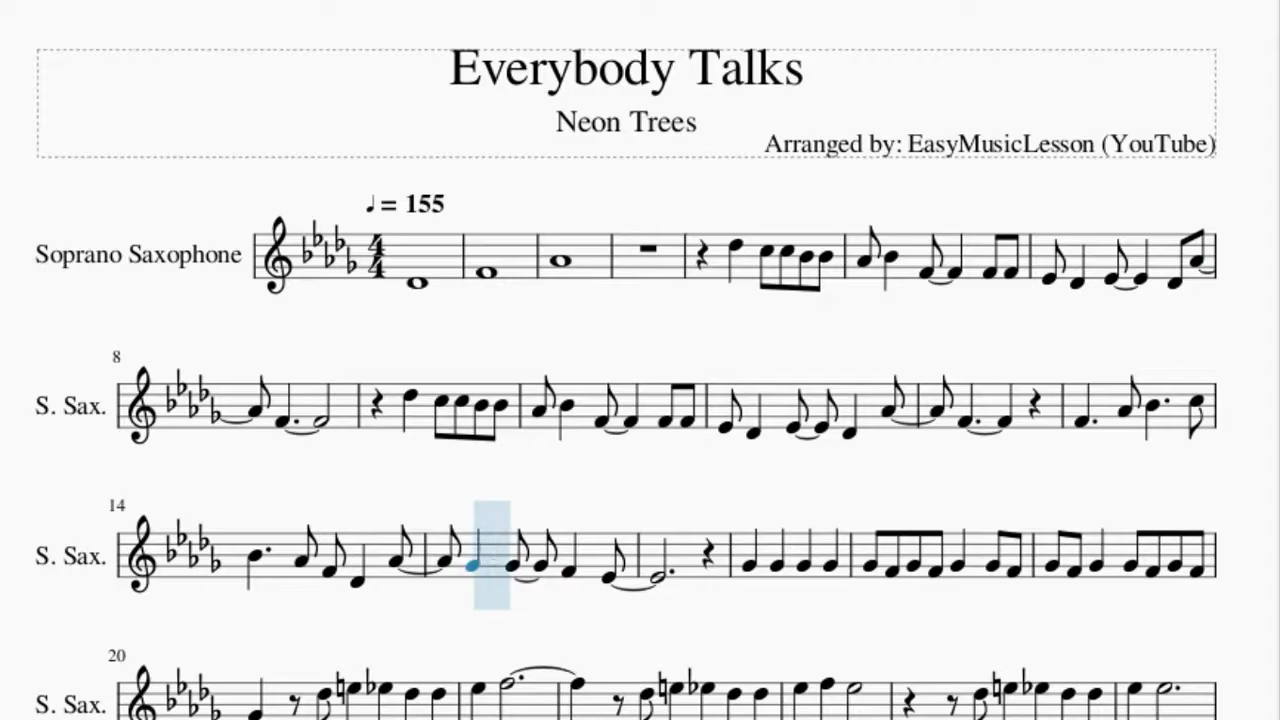 Everybody Talks
Neon Trees
Arranged by: EasyMusicLesson (YouTube)
♩ = 155
Soprano Saxophone
8
S. Sax.
14
S. Sax.
20
S. Sax.